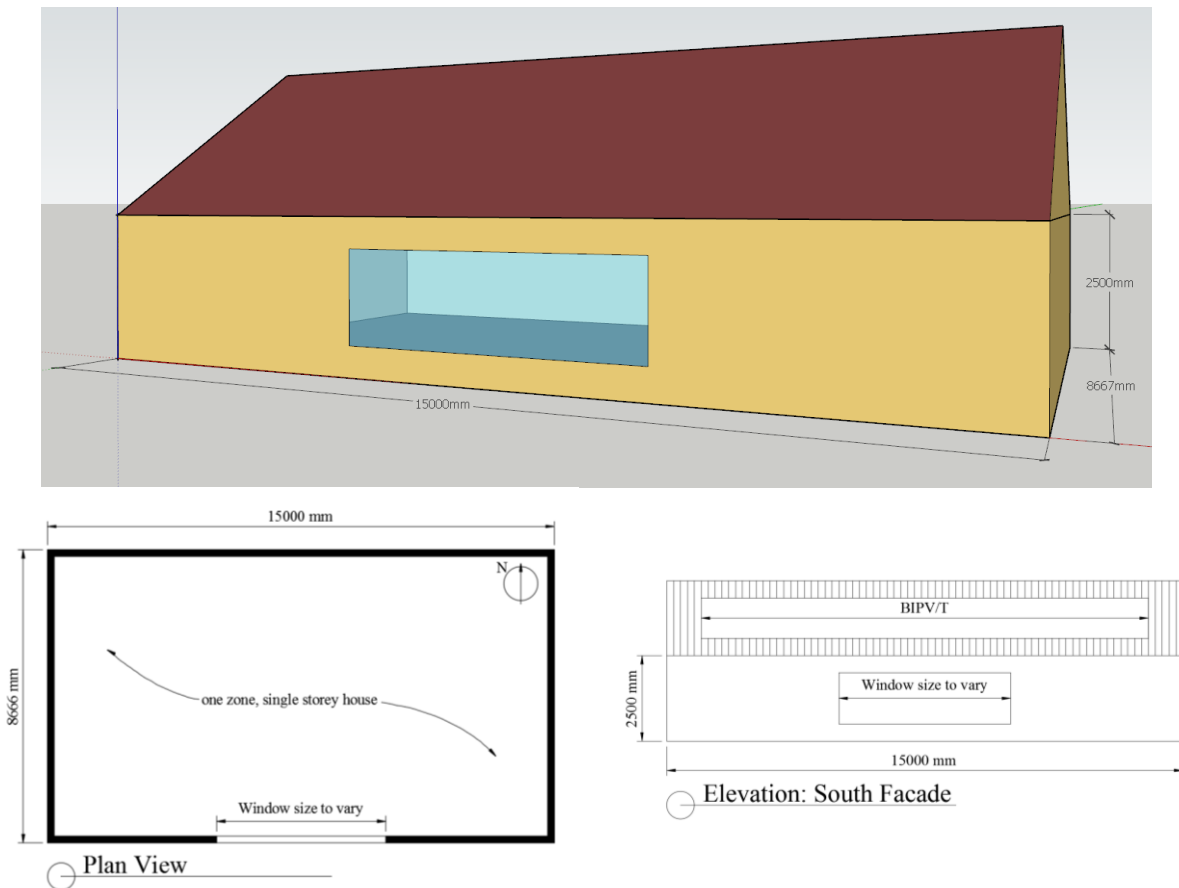 2500mm
8667mm
15000mm
15000 mm
N
8666 mm
one zone, single storey house
Window size to vary
Plan View
BIPV/T
2500 mm
Window size to vary
15000 mm
Elevation: South Facade